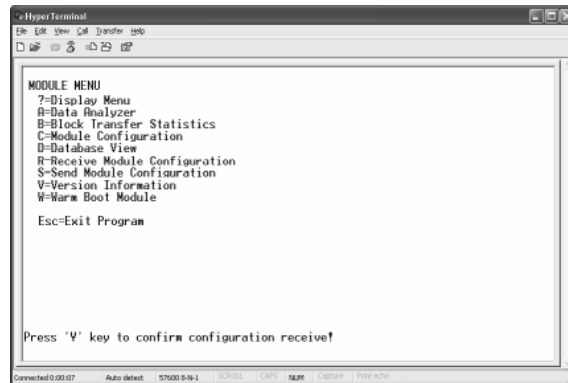 HyperTerminal
File Edit View Call Transfer Help
MODULE MENU
?=Display Menu
A=Data Analyzer
B=Block Transfer Statistics
C=Module Configuration
D=Database View
R=Receive Module Configuration
S=Send Module Configuration
V=Version Information
W=Warm Boot Module
Esc=Exit Program
Press 'Y' key to confirm configuration receive!
Connected 0:00:07 Auto detect 57600 8-N-1 SCROLL CAPS NUM Capture Print echo